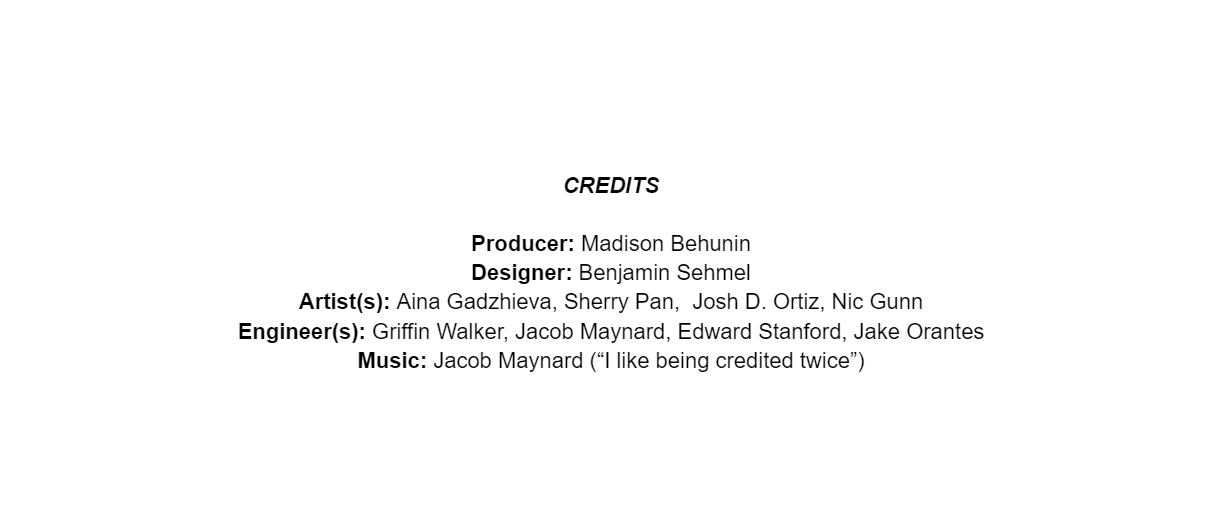 CREDITS
Producer: Madison Behunin
Designer: Benjamin Sehmel
Artist(s): Aina Gadzhieva, Sherry Pan,  Josh D. Ortiz, Nic Gunn
Engineer(s): Griffin Walker, Jacob Maynard, Edward Stanford, Jake Orantes
Music: Jacob Maynard (“I like being credited twice”)